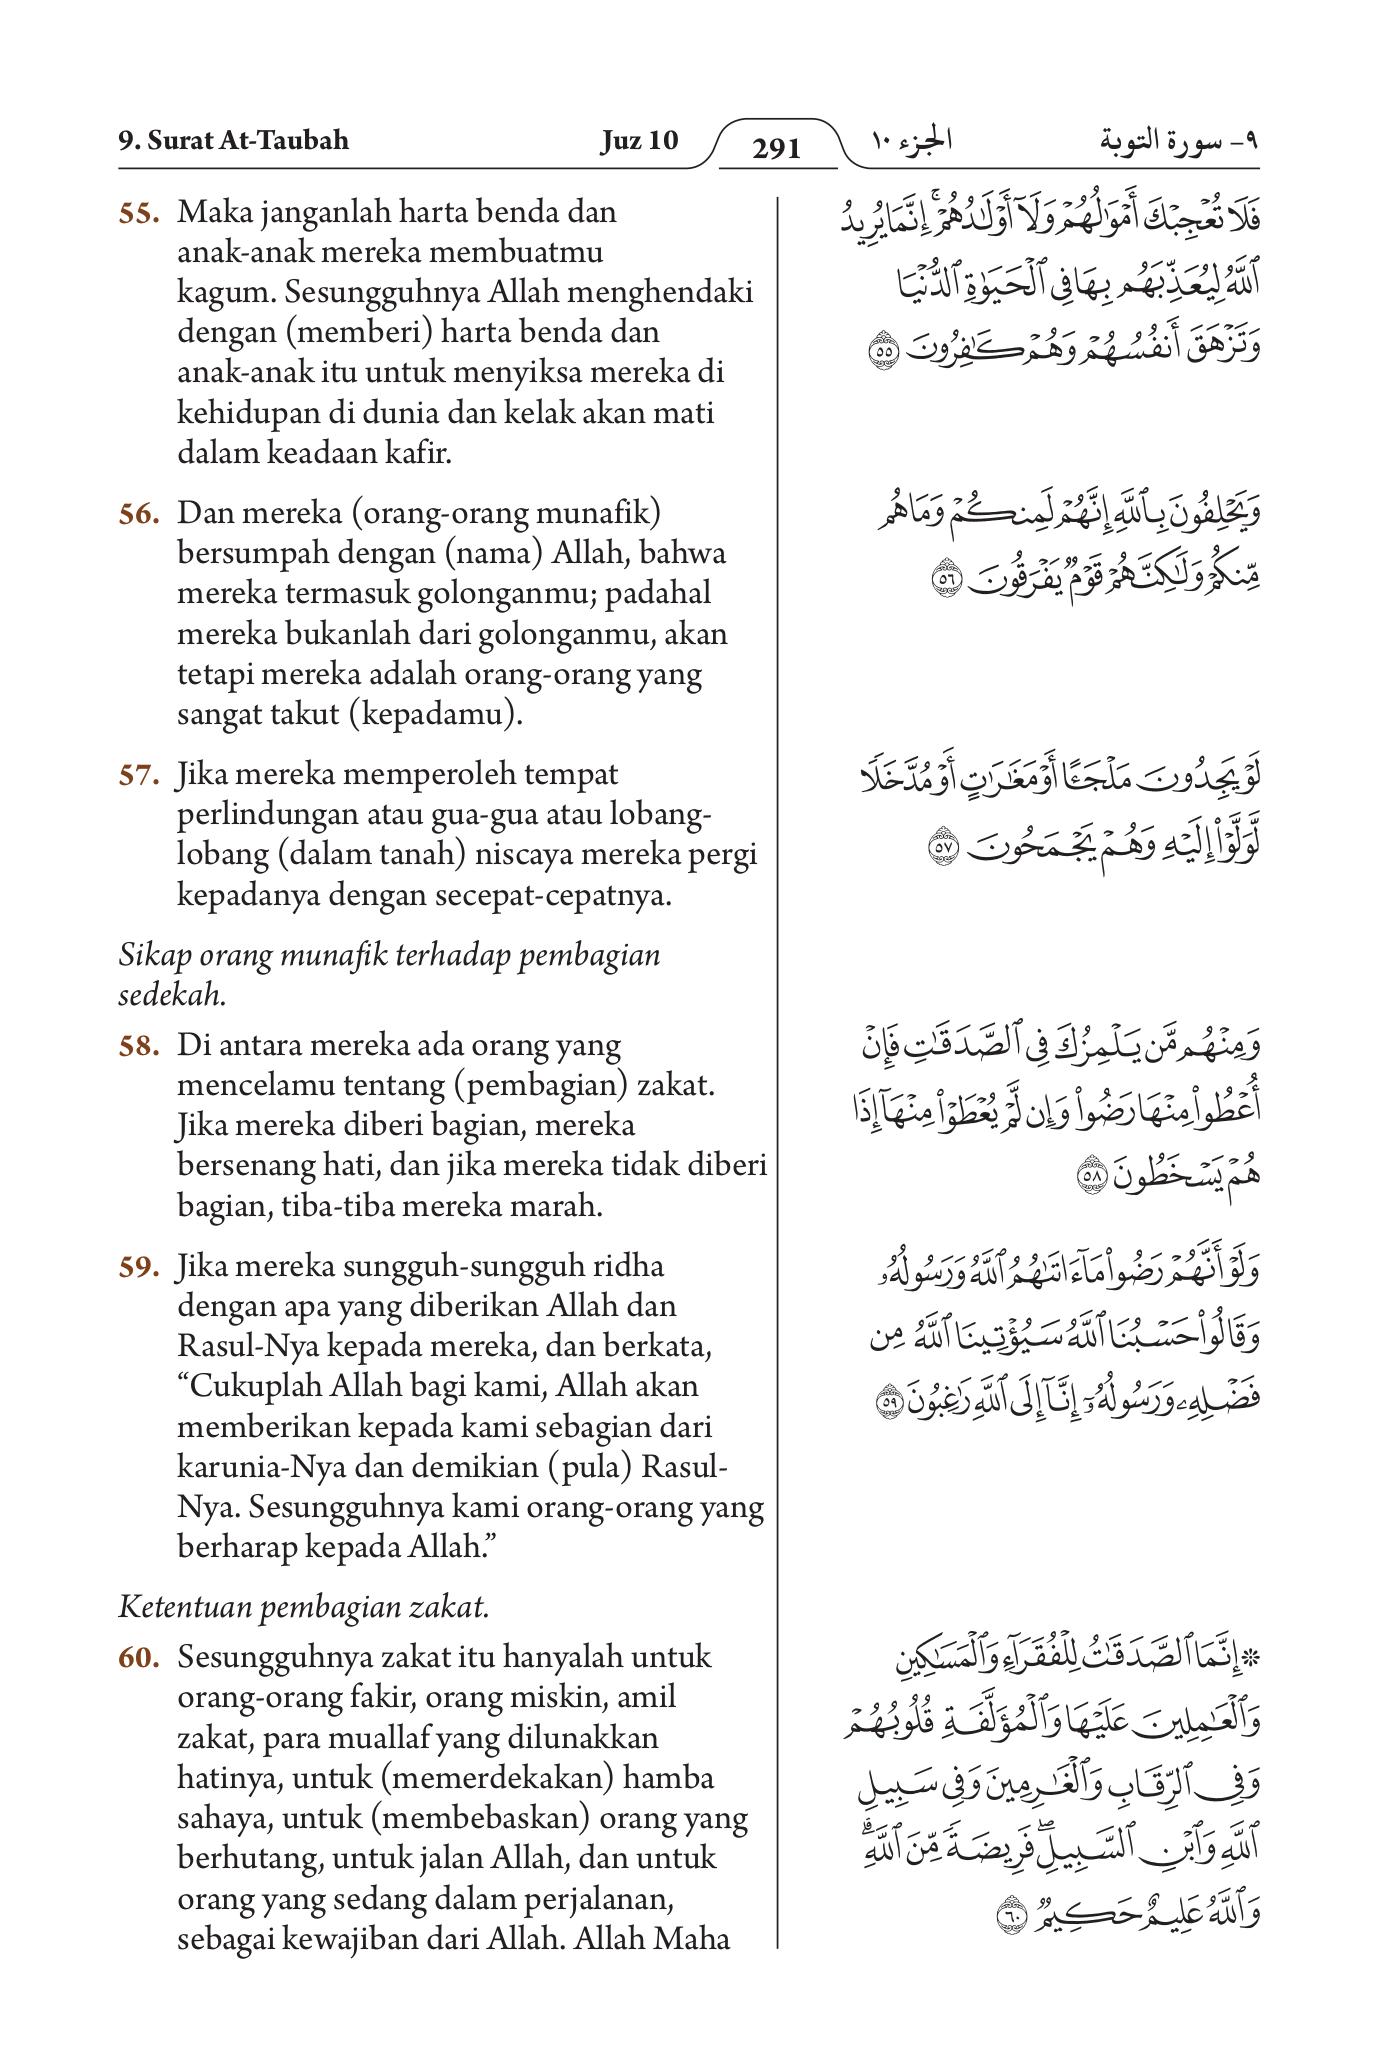 9. Surat At-Taubah
Juz 10
291
الجزء ١٠
٩- سورة التوبة
55. Maka janganlah harta benda dan
anak-anak mereka membuatmu
kagum. Sesungguhnya Allah menghendaki
dengan (memberi) harta benda dan
anak-anak itu untuk menyiksa mereka di
kehidupan di dunia dan kelak akan mati
dalam keadaan kafir.
فَلَا تُعْجِبْكَ أَمْوَٰلُهُمْ وَلَآ أَوْلَٰدُهُمْ ۚ إِنَّمَا يُرِيدُ
ٱللَّهُ لِيُعَذِّبَهُم بِهَا فِى ٱلْحَيَوٰةِ ٱلدُّنْيَا
وَتَزْهَقَ أَنفُسُهُمْ وَهُمْ كَٰفِرُونَ ٥٥
56. Dan mereka (orang-orang munafik)
bersumpah dengan (nama) Allah, bahwa
mereka termasuk golonganmu; padahal
mereka bukanlah dari golonganmu, akan
tetapi mereka adalah orang-orang yang
sangat takut (kepadamu).
وَيَحْلِفُونَ بِٱللَّهِ إِنَّهُمْ لَمِنكُمْ وَمَا هُم
مِّنكُمْ وَلَٰكِنَّهُمْ قَوْمٌ يَفْرَقُونَ ٥٦
57. Jika mereka memperoleh tempat
perlindungan atau gua-gua atau lobang-
lobang (dalam tanah) niscaya mereka pergi
kepadanya dengan secepat-cepatnya.
لَوْ يَجِدُونَ مَلْجَـًٔا أَوْ مَغَٰرَٰتٍ أَوْ مُدَّخَلًا
لَّوَلَّوْا۟ إِلَيْهِ وَهُمْ يَجْمَحُونَ ٥٧
Sikap orang munafik terhadap pembagian
sedekah.
58. Di antara mereka ada orang yang
mencelamu tentang (pembagian) zakat.
Jika mereka diberi bagian, mereka
bersenang hati, dan jika mereka tidak diberi
bagian, tiba-tiba mereka marah.
وَمِنْهُم مَّن يَلْمِزُكَ فِى ٱلصَّدَقَٰتِ فَإِنْ
أُعْطُوا۟ مِنْهَا رَضُوا۟ وَإِن لَّمْ يُعْطَوْا۟ مِنْهَآ إِذَا
هُمْ يَسْخَطُونَ ٥٨
59. Jika mereka sungguh-sungguh ridha
dengan apa yang diberikan Allah dan
Rasul-Nya kepada mereka, dan berkata,
“Cukuplah Allah bagi kami, Allah akan
memberikan kepada kami sebagian dari
karunia-Nya dan demikian (pula) Rasul-
Nya. Sesungguhnya kami orang-orang yang
berharap kepada Allah.”
وَلَوْ أَنَّهُمْ رَضُوا۟ مَآ ءَاتَىٰهُمُ ٱللَّهُ وَرَسُولُهُۥ
وَقَالُوا۟ حَسْبُنَا ٱللَّهُ سَيُؤْتِينَا ٱللَّهُ مِن
فَضْلِهِۦ وَرَسُولُهُۥٓ إِنَّآ إِلَى ٱللَّهِ رَٰغِبُونَ ٥٩
Ketentuan pembagian zakat.
60. Sesungguhnya zakat itu hanyalah untuk
orang-orang fakir, orang miskin, amil
zakat, para muallaf yang dilunakkan
hatinya, untuk (memerdekakan) hamba
sahaya, untuk (membebaskan) orang yang
berhutang, untuk jalan Allah, dan untuk
orang yang sedang dalam perjalanan,
sebagai kewajiban dari Allah. Allah Maha
❊ إِنَّمَا ٱلصَّدَقَٰتُ لِلْفُقَرَآءِ وَٱلْمَسَٰكِينِ
وَٱلْعَٰمِلِينَ عَلَيْهَا وَٱلْمُؤَلَّفَةِ قُلُوبُهُمْ
وَفِى ٱلرِّقَابِ وَٱلْغَٰرِمِينَ وَفِى سَبِيلِ
ٱللَّهِ وَٱبْنِ ٱلسَّبِيلِ ۖ فَرِيضَةً مِّنَ ٱللَّهِ ۗ
وَٱللَّهُ عَلِيمٌ حَكِيمٌ ٦٠